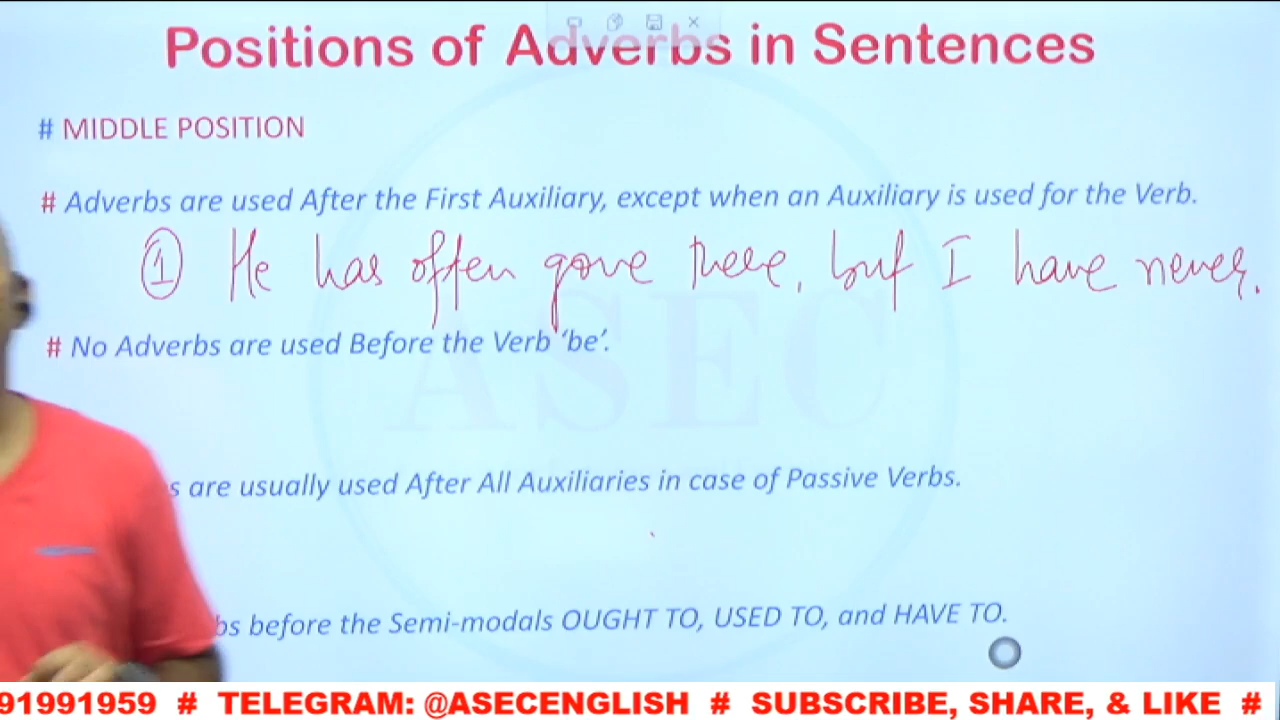 Positions of Adverbs in Sentences
# MIDDLE POSITION
# Adverbs are used After the First Auxiliary, except when an Auxiliary is used for the Verb.
① He has often gone there, but I have never.
# No Adverbs are used Before the Verb 'be'.
ASEC
s are usually used After All Auxiliaries in case of Passive Verbs.
bs before the Semi-modals OUGHT TO, USED TO, and HAVE TO.
91991959 # TELEGRAM: @ASECENGLISH # SUBSCRIBE, SHARE, & LIKE #